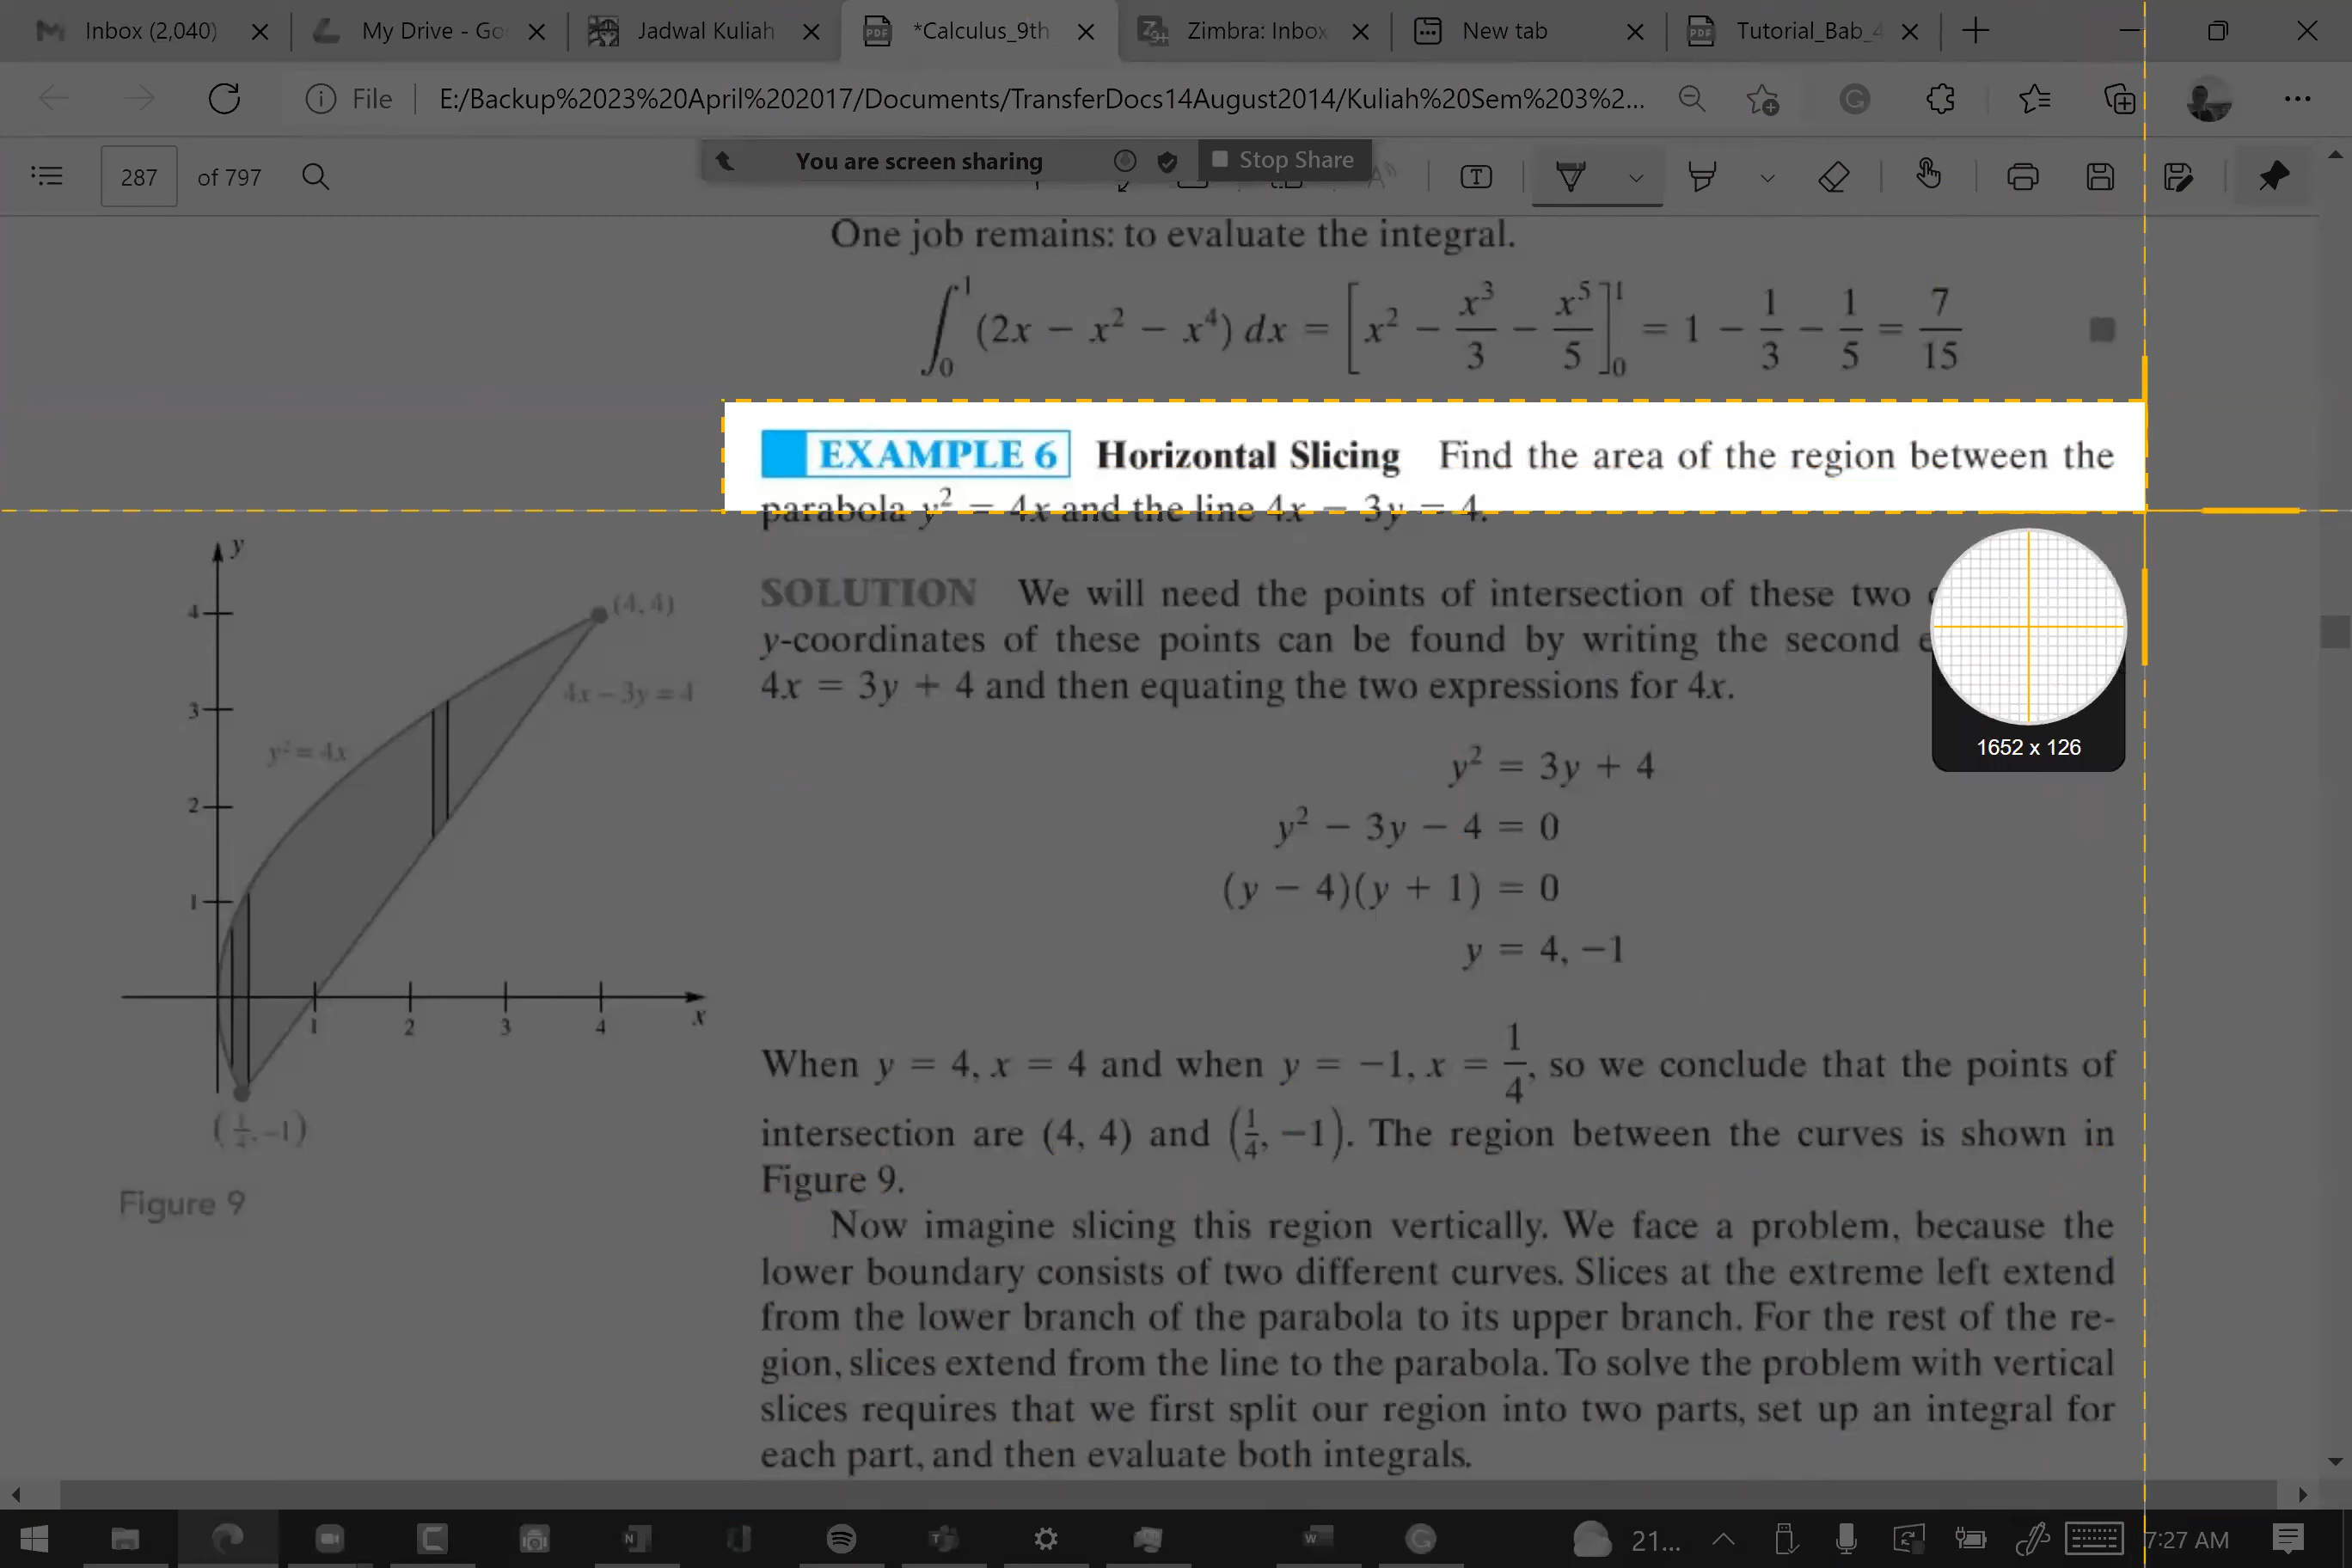 Inbox (2,040)
My Drive - Go
Jadwal Kuliah
*Calculus_9th
Zimbra: Inbox
New tab
Tutorial_Bab_4
File
E:/Backup%2023%20April%202017/Documents/TransferDocs14August2014/Kuliah%20Sem%203%2...
You are screen sharing
Stop Share
287 of 797
One job remains: to evaluate the integral.
∫₀¹ (2x − x² − x⁴) dx = [x² − x³/3 − x⁵/5]₀¹ = 1 − 1/3 − 1/5 = 7/15
EXAMPLE 6 Horizontal Slicing Find the area of the region between the
parabola y² = 4x and the line 4x − 3y = 4.
SOLUTION We will need the points of intersection of these two
y-coordinates of these points can be found by writing the second
4x = 3y + 4 and then equating the two expressions for 4x.
1652 x 126
y² = 3y + 4
y² − 3y − 4 = 0
(y − 4)(y + 1) = 0
y = 4, −1
When y = 4, x = 4 and when y = −1, x = 1/4, so we conclude that the points of
intersection are (4, 4) and (1/4, −1). The region between the curves is shown in
Figure 9.
Now imagine slicing this region vertically. We face a problem, because the
lower boundary consists of two different curves. Slices at the extreme left extend
from the lower branch of the parabola to its upper branch. For the rest of the re-
gion, slices extend from the line to the parabola. To solve the problem with vertical
slices requires that we first split our region into two parts, set up an integral for
each part, and then evaluate both integrals.
y
4
(4, 4)
4x − 3y = 4
3
y² = 4x
2
1
1 2 3 4 x
(1/4, −1)
Figure 9
21...
7:27 AM